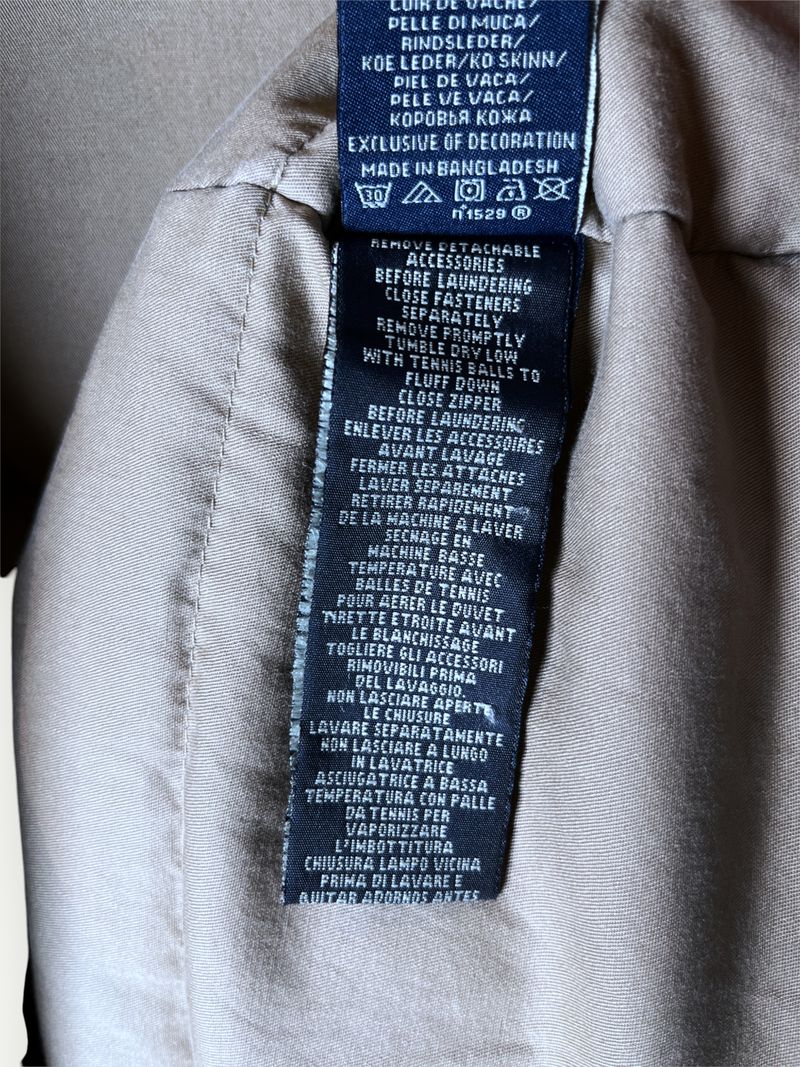 CUIR DE VACHE/
PELLE DI MUCA/
RINDSLEDER/
KOE LEDER/KO SKINN/
PIEL DE VACA/
PELE VE VACA/
КОРОВЬЯ КОЖА
EXCLUSIVE OF DECORATION
MADE IN BANGLADESH
30
n°1529 ®
REMOVE DETACHABLE
ACCESSORIES
BEFORE LAUNDERING
CLOSE FASTENERS
SEPARATELY
REMOVE PROMPTLY
TUMBLE DRY LOW
WITH TENNIS BALLS TO
FLUFF DOWN
CLOSE ZIPPER
BEFORE LAUNDERING
ENLEVER LES ACCESSOIRES
AVANT LAVAGE
FERMER LES ATTACHES
LAVER SEPAREMENT
RETIRER RAPIDEMENT
DE LA MACHINE A LAVER
SECHAGE EN
MACHINE BASSE
TEMPERATURE AVEC
BALLES DE TENNIS
POUR AERER LE DUVET
TIRETTE ETROITE AVANT
LE BLANCHISSAGE
TOGLIERE GLI ACCESSORI
RIMOVIBILI PRIMA
DEL LAVAGGIO.
NON LASCIARE APERTE
LE CHIUSURE
LAVARE SEPARATAMENTE
NON LASCIARE A LUNGO
IN LAVATRICE
ASCIUGATRICE A BASSA
TEMPERATURA CON PALLE
DA TENNIS PER
VAPORIZZARE
L'IMBOTTITURA
CHIUSURA LAMPO VICINA
PRIMA DI LAVARE E
QUITAR ADORNOS ANTES